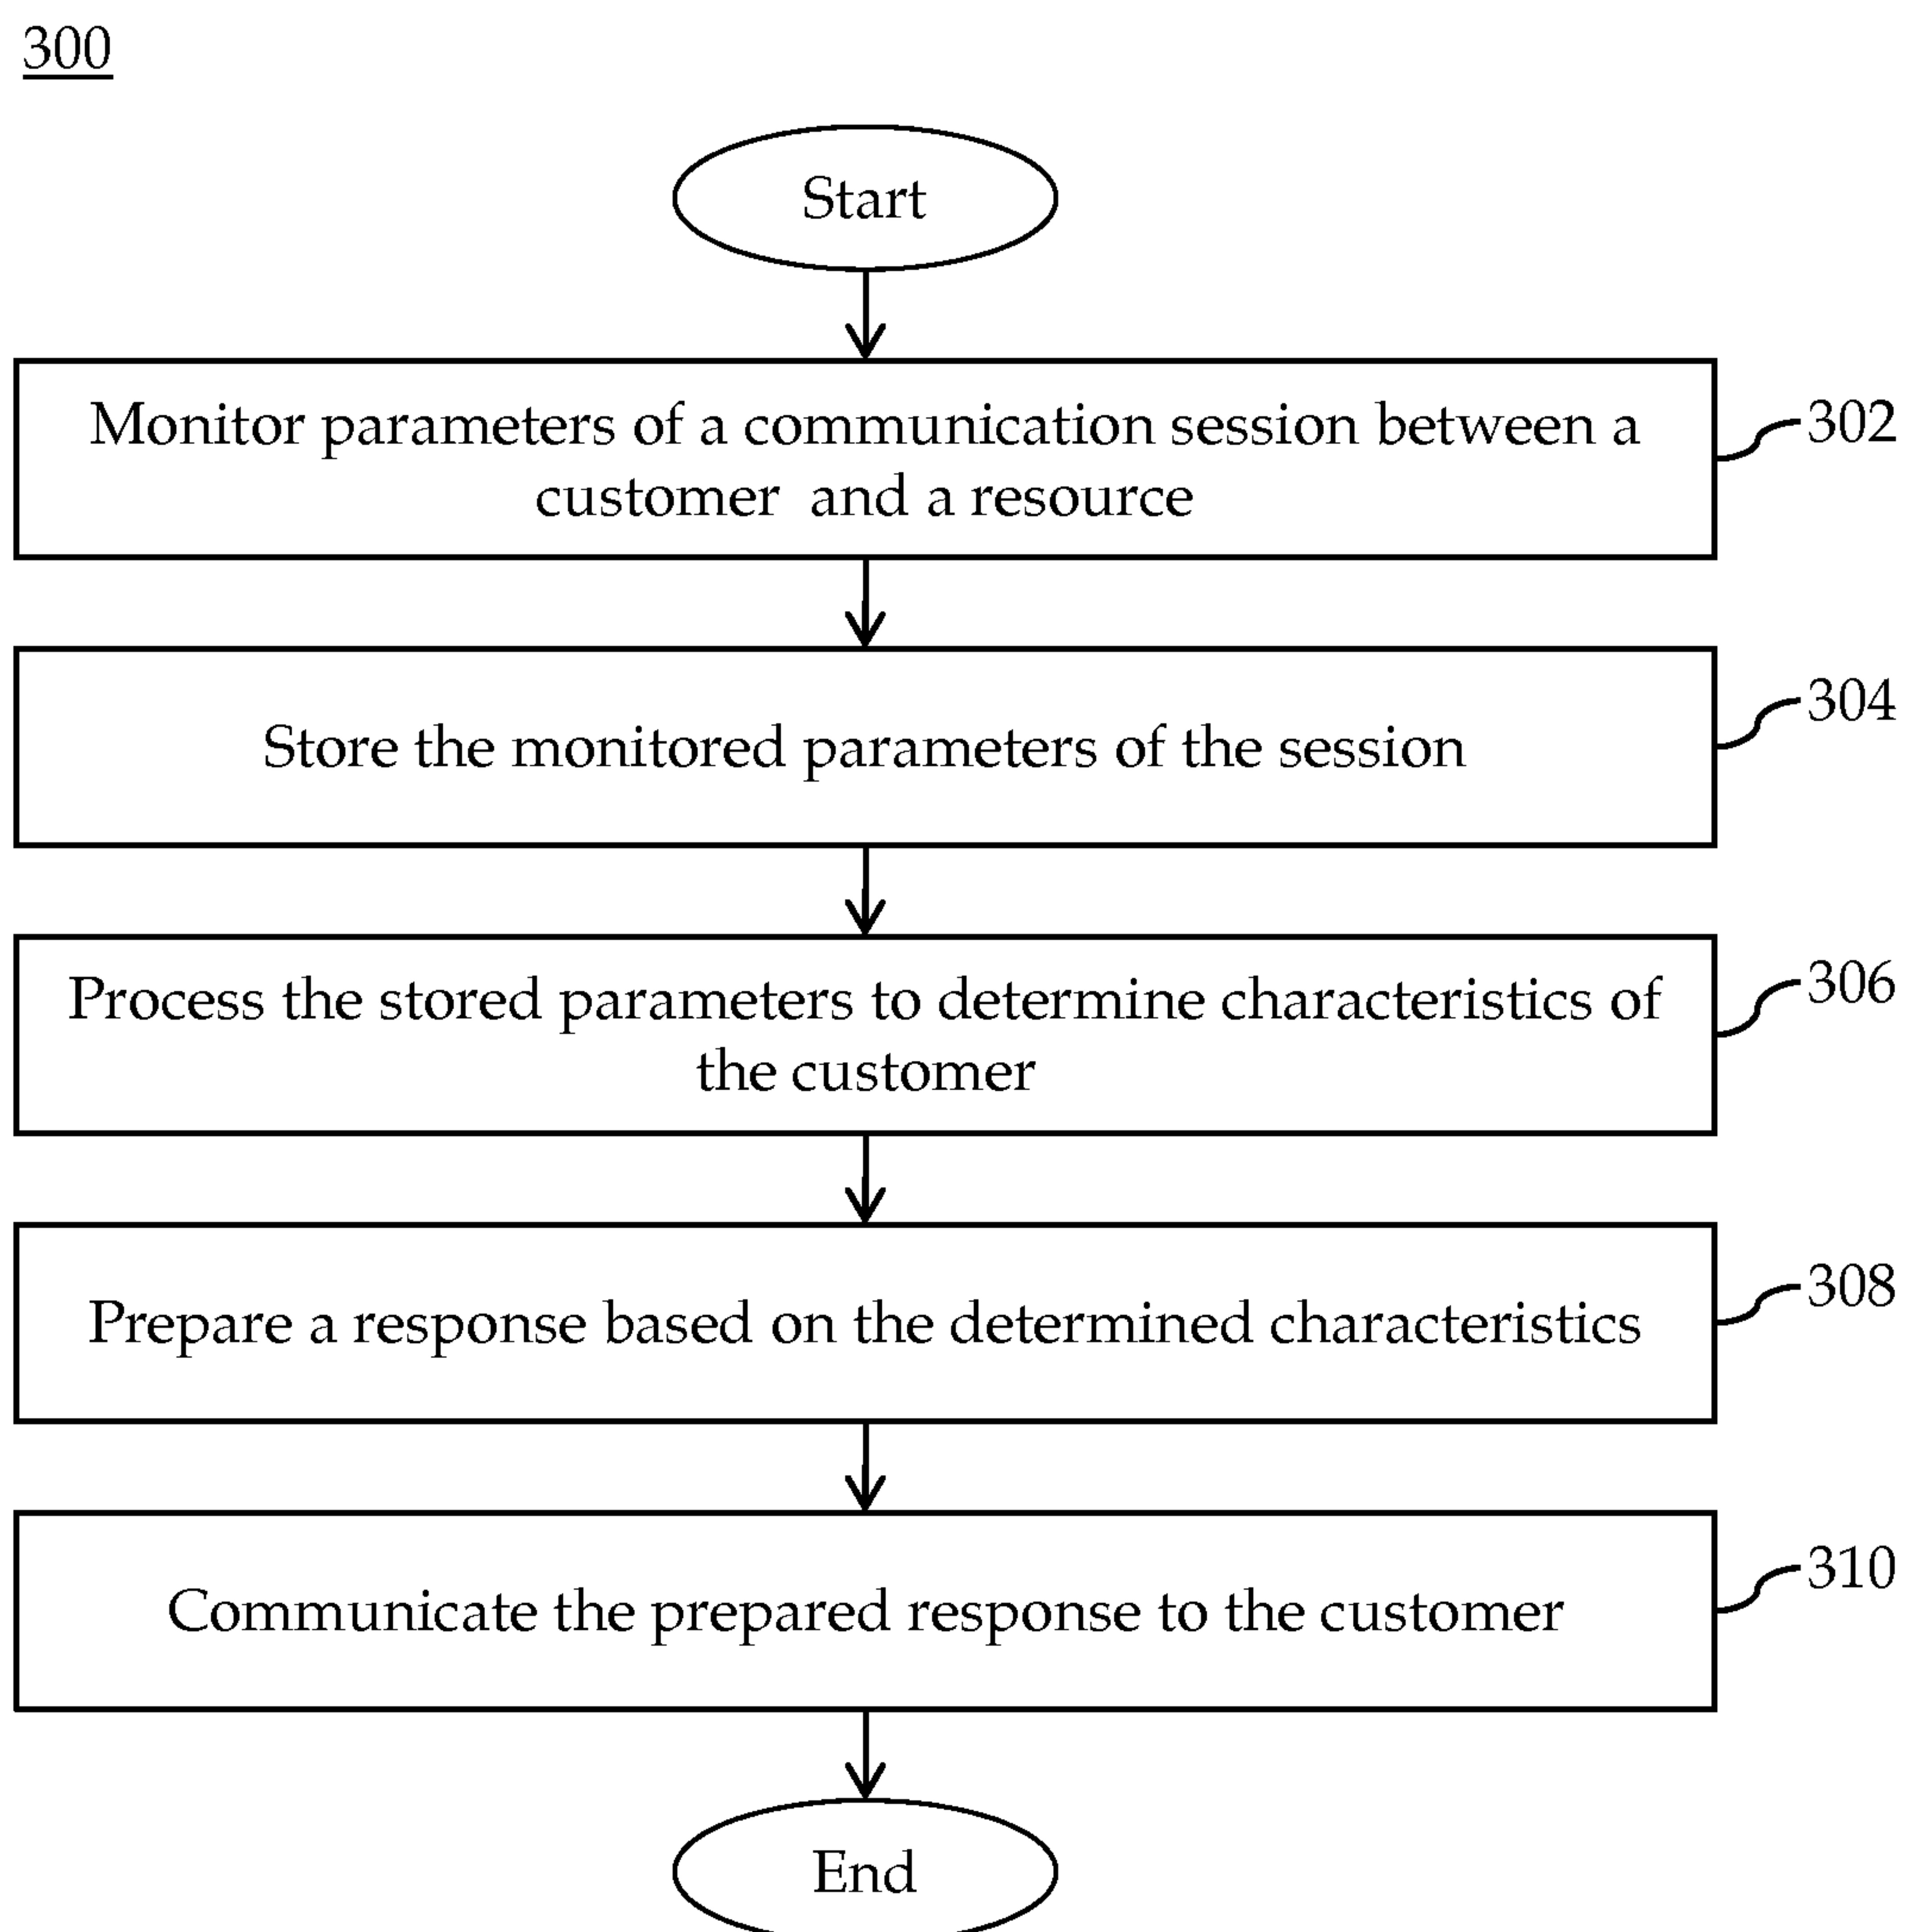 300
Start
Monitor parameters of a communication session between a
customer and a resource
302
Store the monitored parameters of the session
304
Process the stored parameters to determine characteristics of
the customer
306
Prepare a response based on the determined characteristics
308
Communicate the prepared response to the customer
310
End